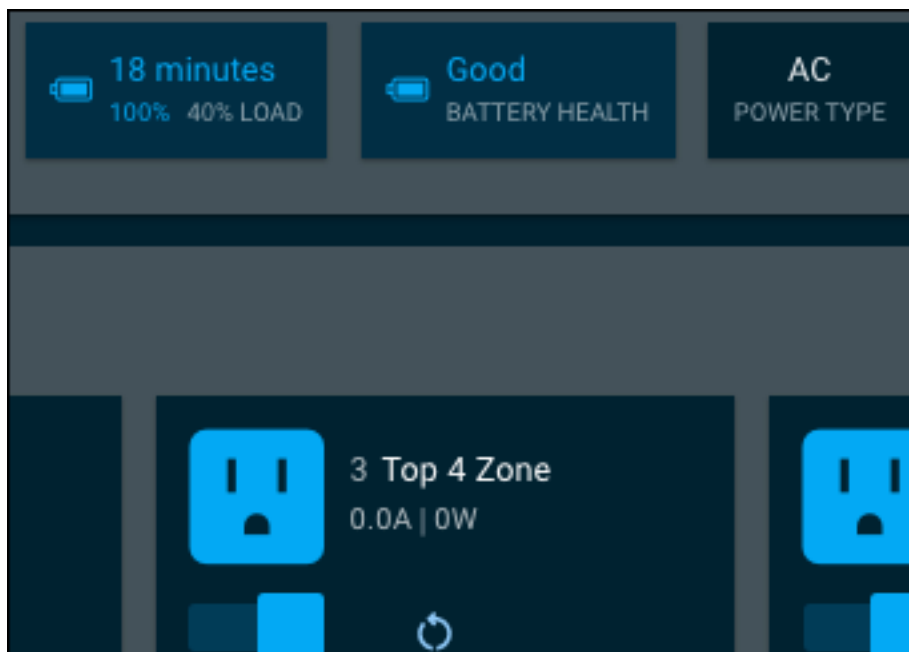 18 minutes
100% 40% LOAD
Good
BATTERY HEALTH
AC
POWER TYPE
3 Top 4 Zone
0.0A | 0W